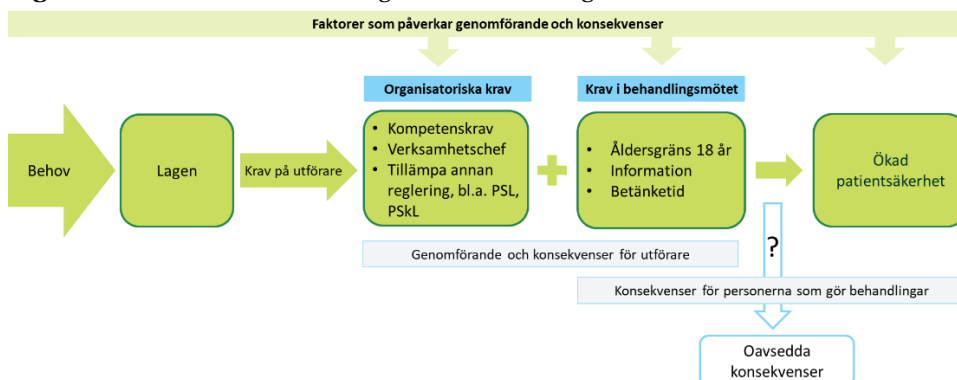 Faktorer som påverkar genomförande och konsekvenser
Organisatoriska krav
Krav i behandlingsmötet
Behov
Lagen
Krav på utförare
• Kompetenskrav
• Verksamhetschef
• Tillämpa annan
reglering, bl.a. PSL,
PSkL
• Åldersgräns 18 år
• Information
• Betänketid
Ökad
patientsäkerhet
Genomförande och konsekvenser för utförare
?
Konsekvenser för personerna som gör behandlingar
Oavsedda
konsekvenser